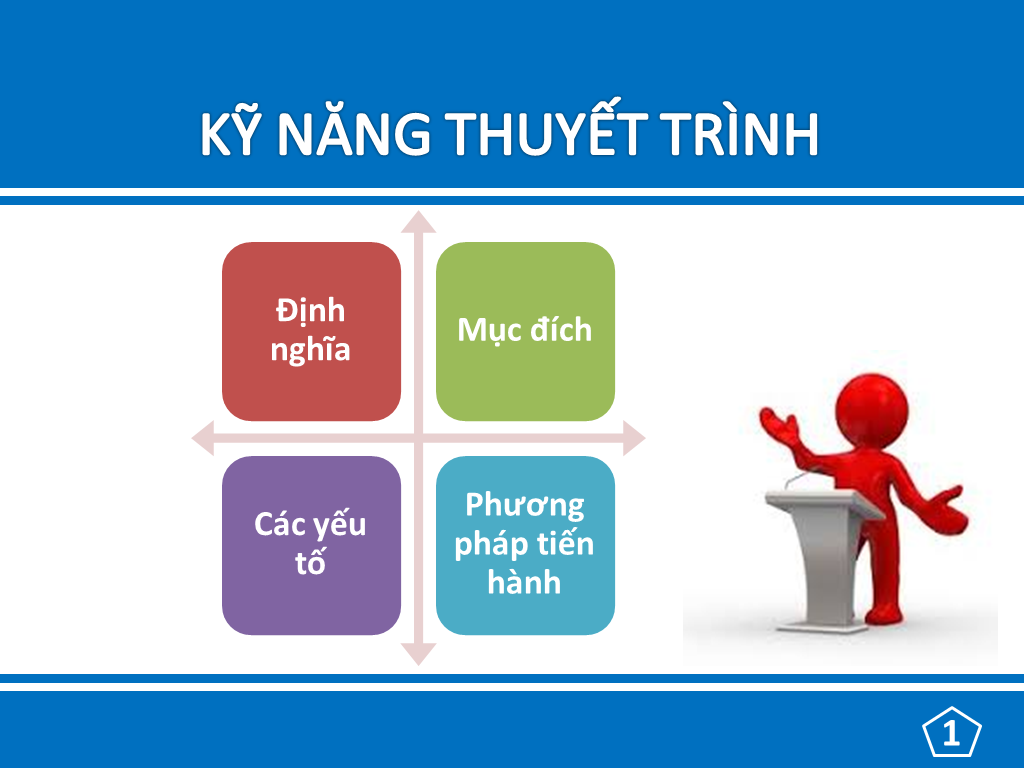 KỸ NĂNG THUYẾT TRÌNH
Định
nghĩa
Mục đích
Các yếu
tố
Phương
pháp tiến
hành
1